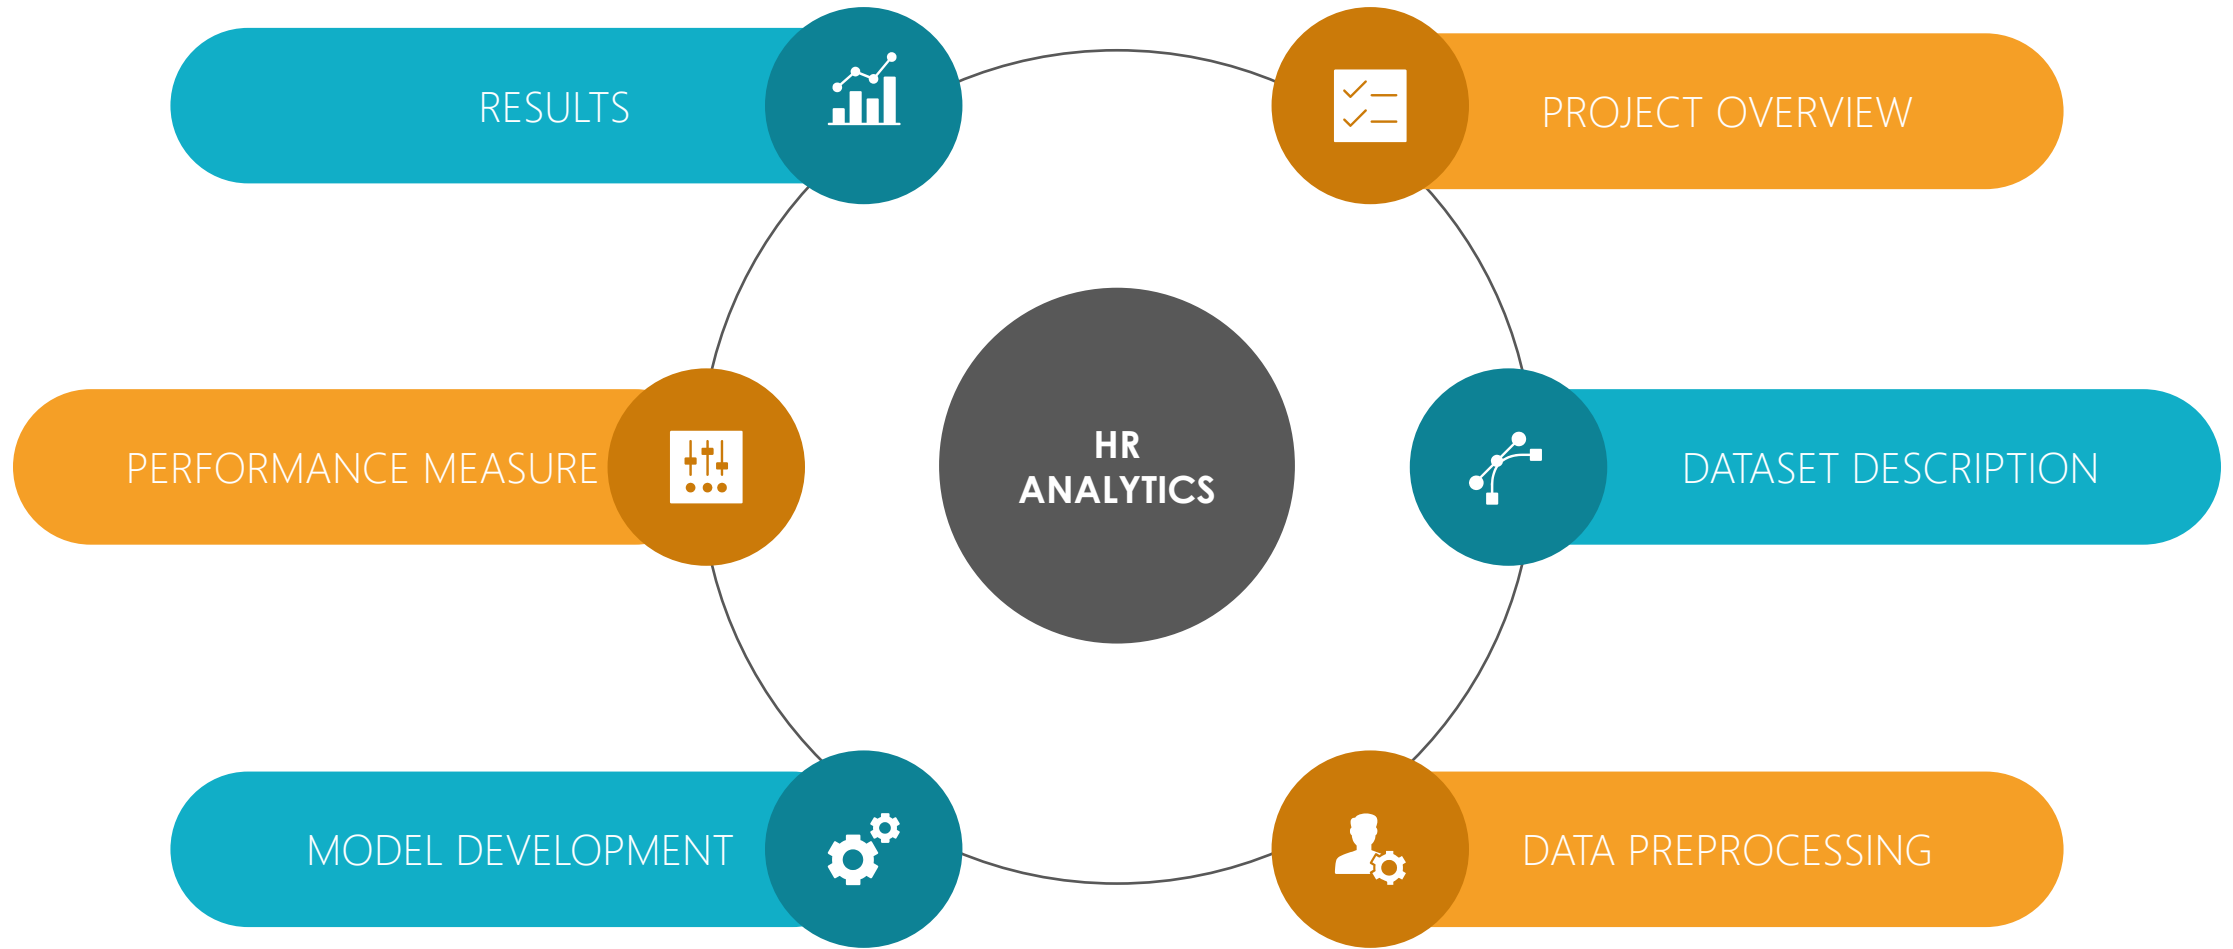 RESULTS
PROJECT OVERVIEW
PERFORMANCE MEASURE
HR
ANALYTICS
DATASET DESCRIPTION
MODEL DEVELOPMENT
DATA PREPROCESSING